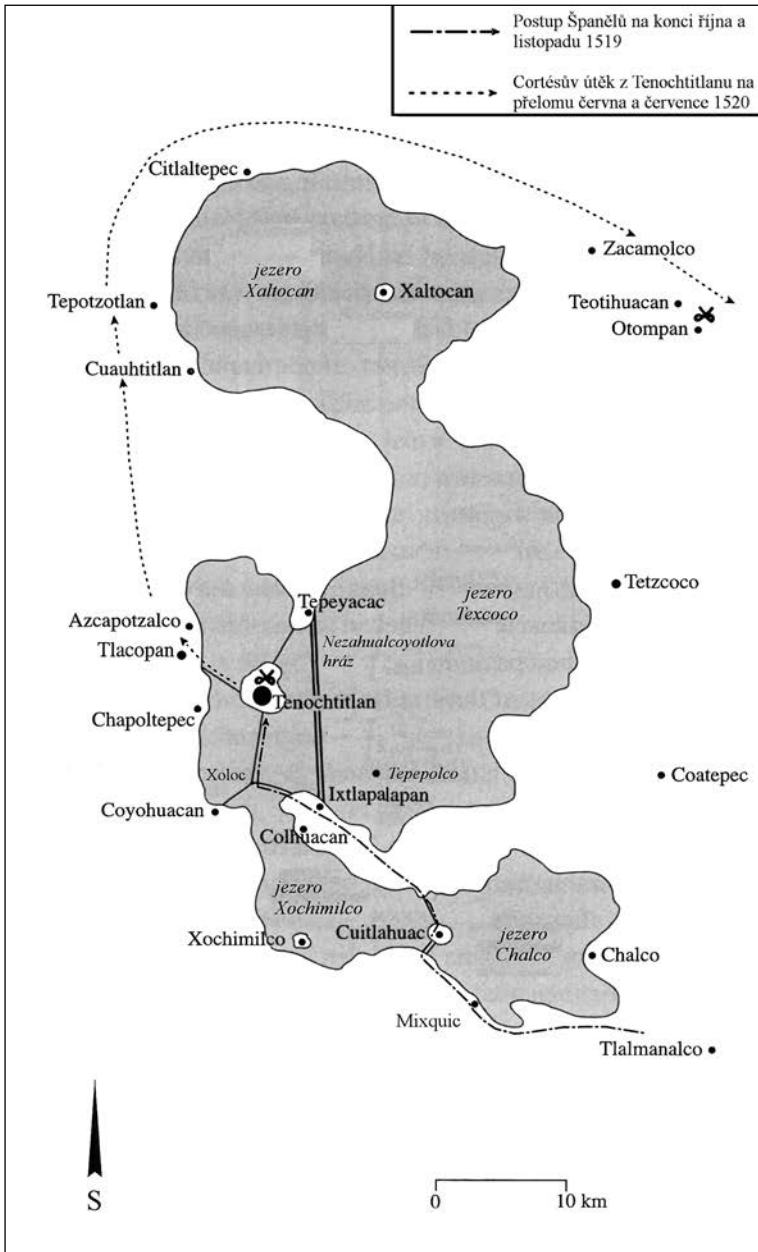 Postup Španělů na konci října a
listopadu 1519
Cortésův útěk z Tenochtitlanu na
přelomu června a července 1520
Citlaltepec
Zacamolco
jezero
Xaltocan
Xaltocan
Tepotzotlan
Teotihuacan
Otompan
Cuauhtitlan
Tetzcoco
jezero
Texcoco
Tepeyacac
Azcapotzalco
Nezahualcoyotlova
hráz
Tlacopan
Tenochtitlan
Chapoltepec
Xoloc
Tepepolco
Coatepec
Ixtlapalapan
Coyohuacan
Colhuacan
jezero
Xochimilco
Xochimilco
Cuitlahuac
jezero
Chalco
Chalco
Mixquic
Tlalmanalco
S
0 10 km